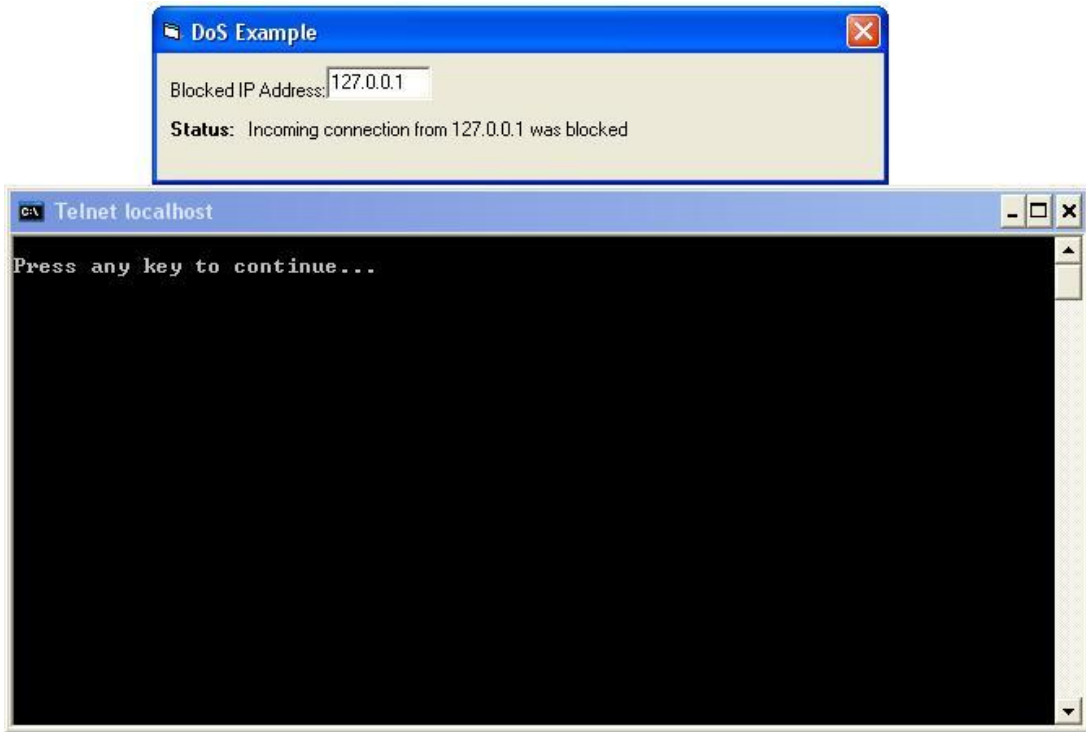 DoS Example
Blocked IP Address: 127.0.0.1
Status: Incoming connection from 127.0.0.1 was blocked
C:\ Telnet localhost
Press any key to continue...